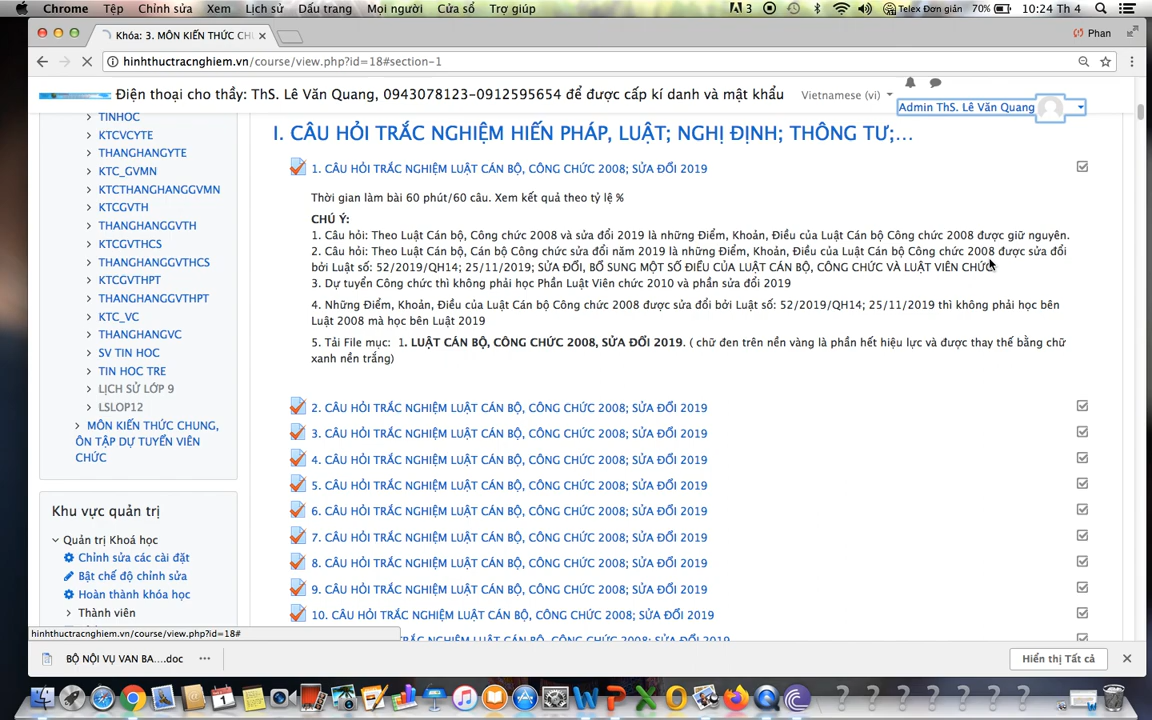 Chrome Tệp Chỉnh sửa Xem Lịch sử Dấu trang Mọi người Cửa sổ Trợ giúp 3 Telex Đơn giản 70% 10:24 Th 4
Khóa: 3. MÔN KIẾN THỨC CH Phan
hinhthuctracnghiem.vn/course/view.php?id=18#section-1
Điện thoại cho thầy: ThS. Lê Văn Quang, 0943078123-0912595654 để được cấp kí danh và mật khẩu Vietnamese (vi)
Admin ThS. Lê Văn Quang
TINHOC
KTCVCYTE
THANGHANGYTE
KTC_GVMN
KTCTHANGHANGGVMN
KTCGVTH
THANGHANGGVTH
KTCGVTHCS
THANGHANGGVTHCS
KTCGVTHPT
THANGHANGGVTHPT
KTC_VC
THANGHANGVC
SV TIN HOC
TIN HOC TRE
LỊCH SỬ LỚP 9
LSLOP12
MÔN KIẾN THỨC CHUNG,
ÔN TẬP DỰ TUYỂN VIÊN
CHỨC
Khu vực quản trị
Quản trị Khoá học
Chỉnh sửa các cài đặt
Bật chế độ chỉnh sửa
Hoàn thành khóa học
Thành viên
I. CÂU HỎI TRẮC NGHIỆM HIẾN PHÁP, LUẬT; NGHỊ ĐỊNH; THÔNG TƯ;...
1. CÂU HỎI TRẮC NGHIỆM LUẬT CÁN BỘ, CÔNG CHỨC 2008; SỬA ĐỔI 2019
Thời gian làm bài 60 phút/60 câu. Xem kết quả theo tỷ lệ %
CHÚ Ý:
1. Câu hỏi: Theo Luật Cán bộ, Công chức 2008 và sửa đổi 2019 là những Điểm, Khoản, Điều của Luật Cán bộ Công chức 2008 được giữ nguyên.
2. Câu hỏi: Theo Luật Cán bộ, Cán bộ Công chức sửa đổi năm 2019 là những Điểm, Khoản, Điều của Luật Cán bộ Công chức 2008 được sửa đổi
bởi Luật số: 52/2019/QH14; 25/11/2019; SỬA ĐỔI, BỔ SUNG MỘT SỐ ĐIỀU CỦA LUẬT CÁN BỘ, CÔNG CHỨC VÀ LUẬT VIÊN CHỨC
3. Dự tuyển Công chức thì không phải học Phần Luật Viên chức 2010 và phần sửa đổi 2019
4. Những Điểm, Khoản, Điều của Luật Cán bộ Công chức 2008 được sửa đổi bởi Luật số: 52/2019/QH14; 25/11/2019 thì không phải học bên
Luật 2008 mà học bên Luật 2019
5. Tải File mục: 1. LUẬT CÁN BỘ, CÔNG CHỨC 2008, SỬA ĐỔI 2019. ( chữ đen trên nền vàng là phần hết hiệu lực và được thay thế bằng chữ
xanh nền trắng)
2. CÂU HỎI TRẮC NGHIỆM LUẬT CÁN BỘ, CÔNG CHỨC 2008; SỬA ĐỔI 2019
3. CÂU HỎI TRẮC NGHIỆM LUẬT CÁN BỘ, CÔNG CHỨC 2008; SỬA ĐỔI 2019
4. CÂU HỎI TRẮC NGHIỆM LUẬT CÁN BỘ, CÔNG CHỨC 2008; SỬA ĐỔI 2019
5. CÂU HỎI TRẮC NGHIỆM LUẬT CÁN BỘ, CÔNG CHỨC 2008; SỬA ĐỔI 2019
6. CÂU HỎI TRẮC NGHIỆM LUẬT CÁN BỘ, CÔNG CHỨC 2008; SỬA ĐỔI 2019
7. CÂU HỎI TRẮC NGHIỆM LUẬT CÁN BỘ, CÔNG CHỨC 2008; SỬA ĐỔI 2019
8. CÂU HỎI TRẮC NGHIỆM LUẬT CÁN BỘ, CÔNG CHỨC 2008; SỬA ĐỔI 2019
9. CÂU HỎI TRẮC NGHIỆM LUẬT CÁN BỘ, CÔNG CHỨC 2008; SỬA ĐỔI 2019
10. CÂU HỎI TRẮC NGHIỆM LUẬT CÁN BỘ, CÔNG CHỨC 2008; SỬA ĐỔI 2019
hinhthuctracnghiem.vn/course/view.php?id=18#
BỘ NỘI VỤ VAN BA....doc Hiển thị Tất cả